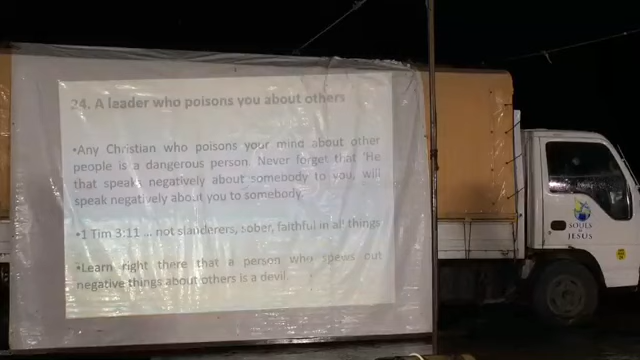 24. A leader who poisons you about others
•Any Christian who poisons your mind about other
people is a dangerous person. Never forget that 'He
that speaks negatively about somebody to you, will
speak negatively about you to somebody.
•1 Tim 3:11 ... not slanderers, sober, faithful in all things
•Learn right there that a person who spews out
negative things about others is a devil.
SOULS
JESUS